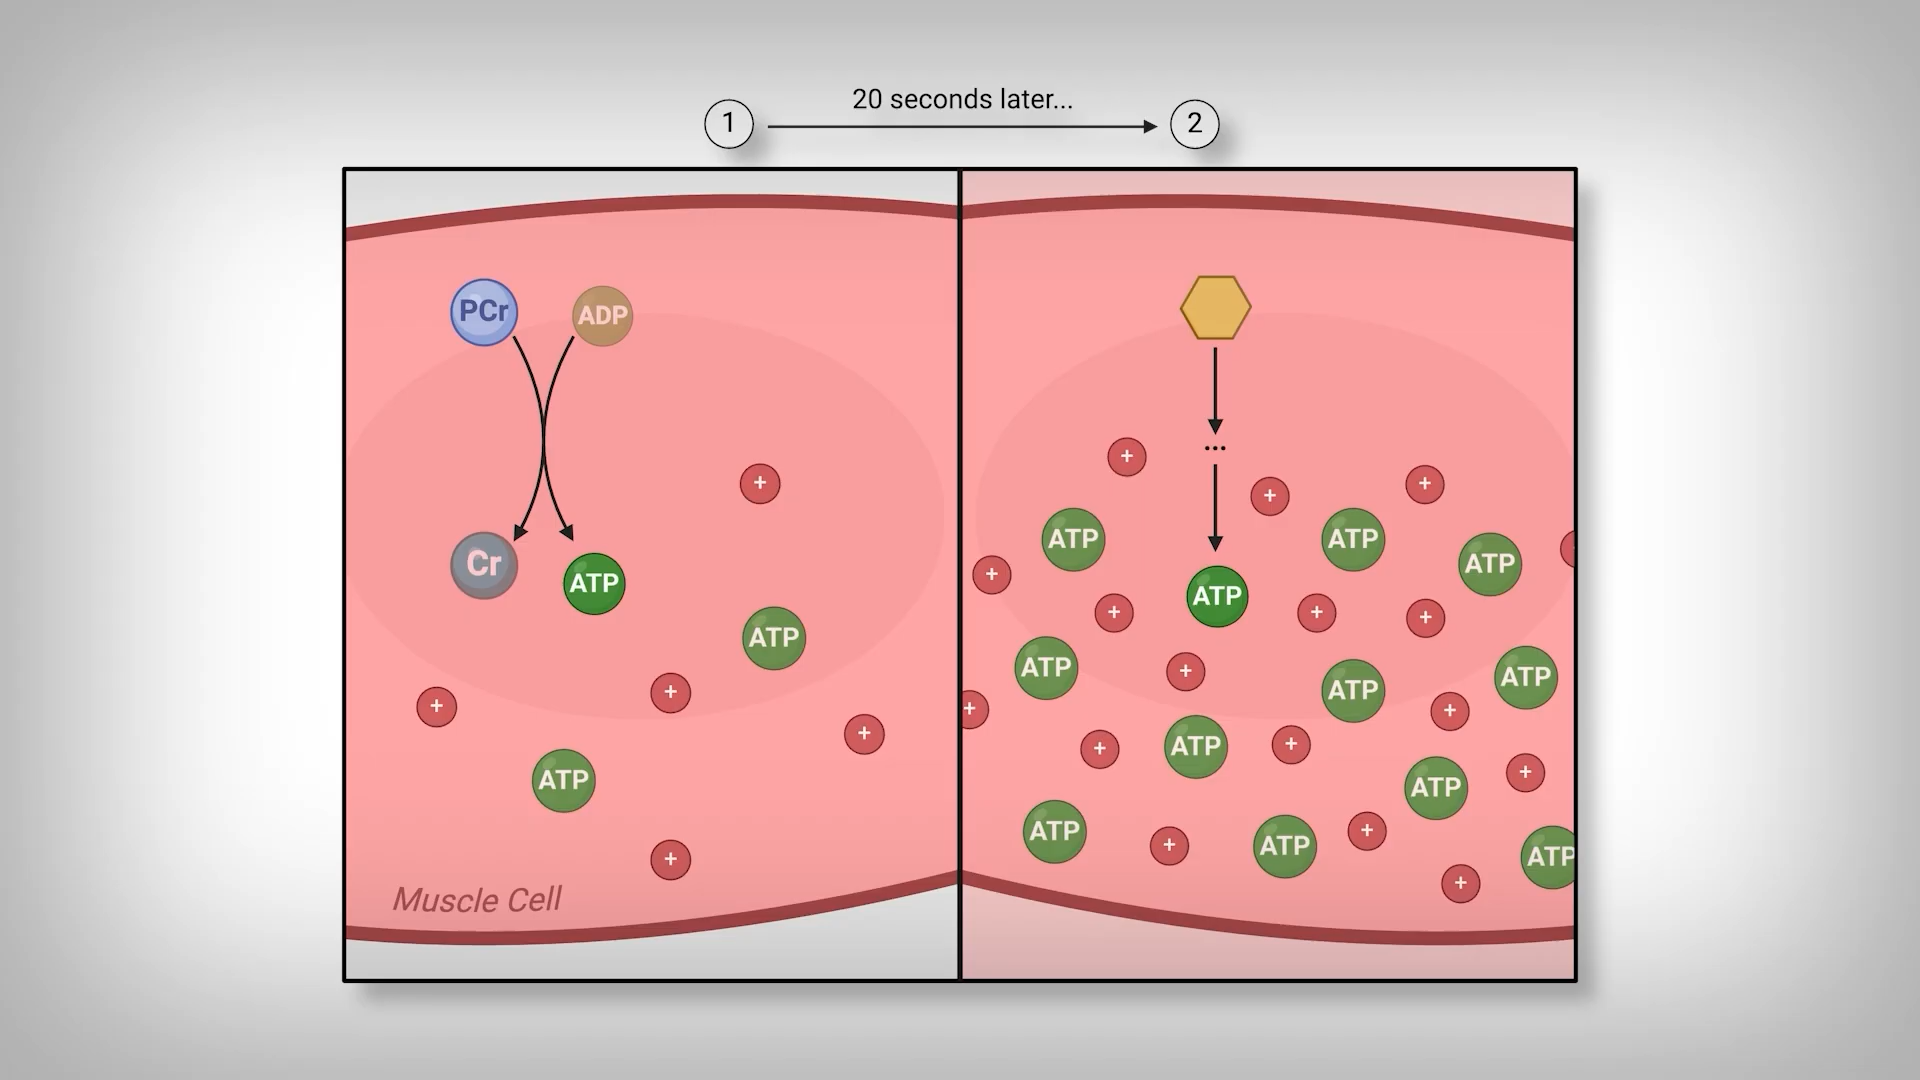 20 seconds later...
1
2
PCr
ADP
Cr
ATP
ATP
ATP
+
+
+
+
+
Muscle Cell
...
+
+
+
ATP
ATP
ATP
+
ATP
+
+
+
ATP
+
ATP
ATP
+
+
ATP
+
+
ATP
+
ATP
+
ATP
+
ATP
+